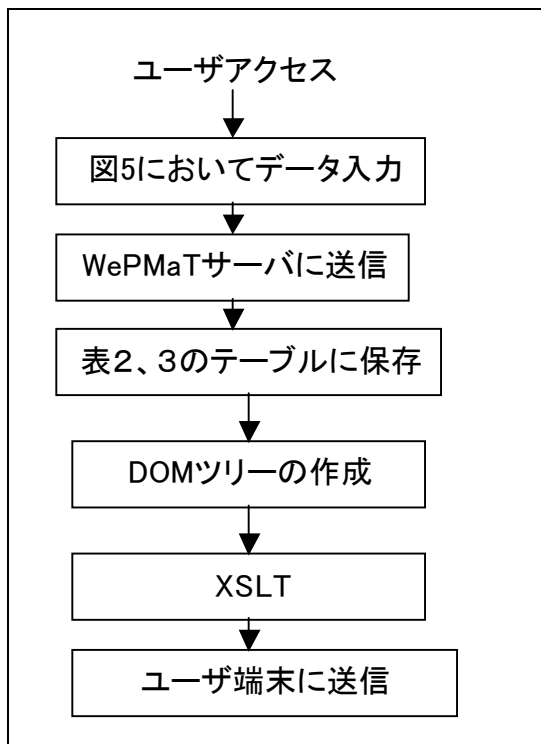 ユーザアクセス
図5においてデータ入力
WePMaTサーバに送信
表2、3のテーブルに保存
DOMツリーの作成
XSLT
ユーザ端末に送信